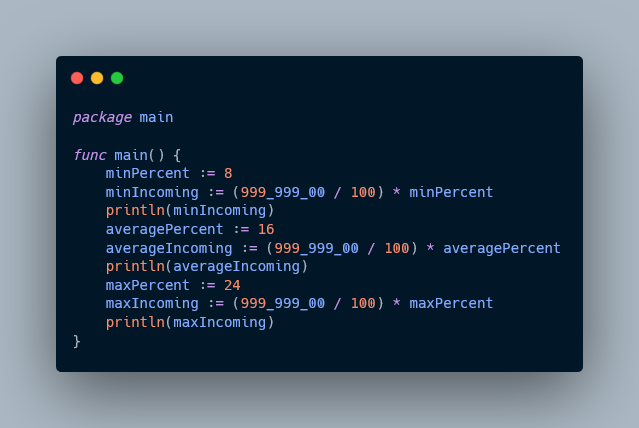 package main

func main() {
    minPercent := 8
    minIncoming := (999_999_00 / 100) * minPercent
    println(minIncoming)
    averagePercent := 16
    averageIncoming := (999_999_00 / 100) * averagePercent
    println(averageIncoming)
    maxPercent := 24
    maxIncoming := (999_999_00 / 100) * maxPercent
    println(maxIncoming)
}